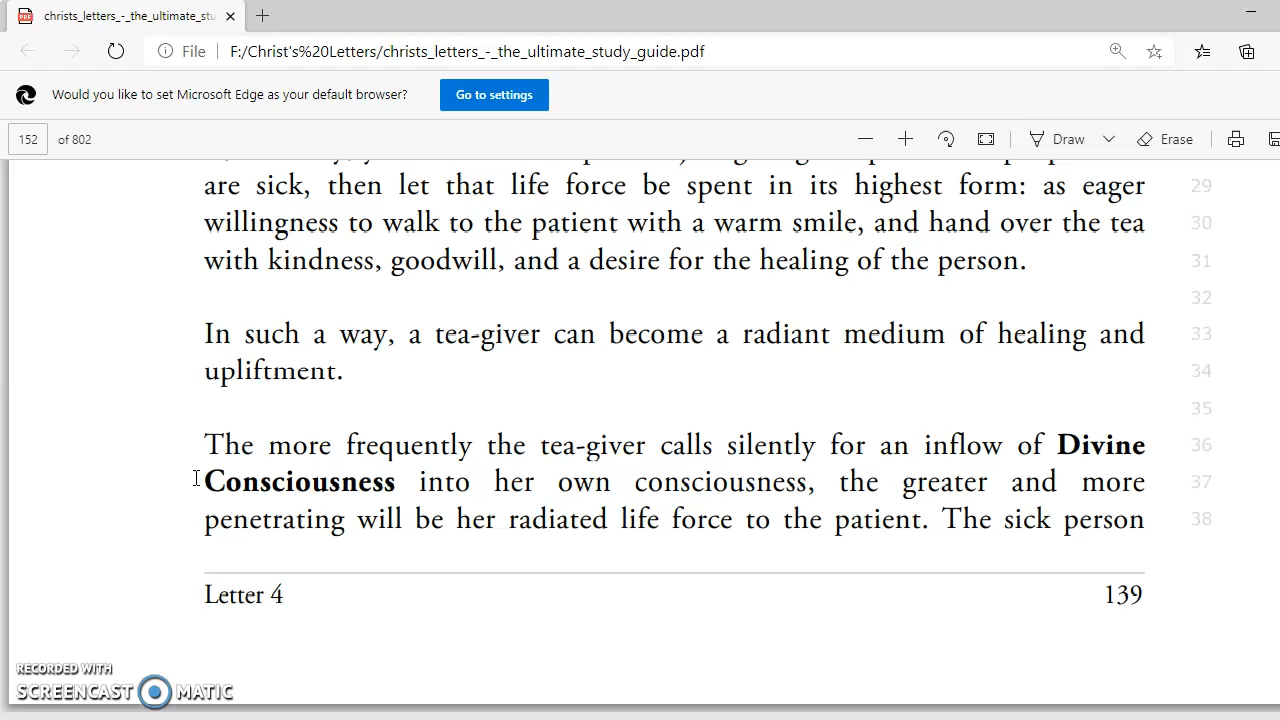 christs_letters_-_the_ultimate_stu
File F:/Christ's%20Letters/christs_letters_-_the_ultimate_study_guide.pdf
Would you like to set Microsoft Edge as your default browser? Go to settings
152 of 802 Draw Erase
are sick, then let that life force be spent in its highest form: as eager 29
willingness to walk to the patient with a warm smile, and hand over the tea 30
with kindness, goodwill, and a desire for the healing of the person. 31
32
In such a way, a tea-giver can become a radiant medium of healing and 33
upliftment. 34
35
The more frequently the tea-giver calls silently for an inflow of Divine 36
Consciousness into her own consciousness, the greater and more 37
penetrating will be her radiated life force to the patient. The sick person 38
Letter 4 139
RECORDED WITH
SCREENCAST MATIC